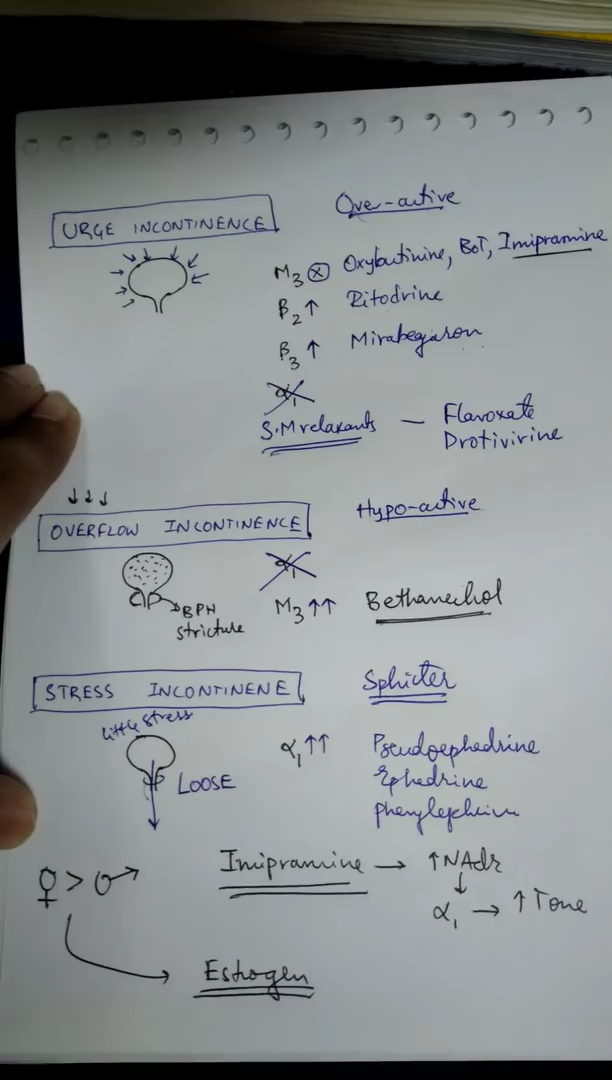 URGE INCONTINENCE
Over-active
M3 ⊗ Oxybutinine, BoT, Imipramine
β2 ↑ Ritodrine
β3 ↑ Mirabegaron
α1
S.M relaxants — Flavoxate
Drotivirine
↓↓↓
OVERFLOW INCONTINENCE
Hypo-active
α1
BPH
stricture
M3 ↑↑ Bethanechol
STRESS INCONTINENE
Sphicter
little stress
LOOSE
α1 ↑↑ Pseudoephedrine
Ephedrine
♀ > ♂
Imipramine → ↑NAdr
↓
α1 → ↑Tone
Estrogen